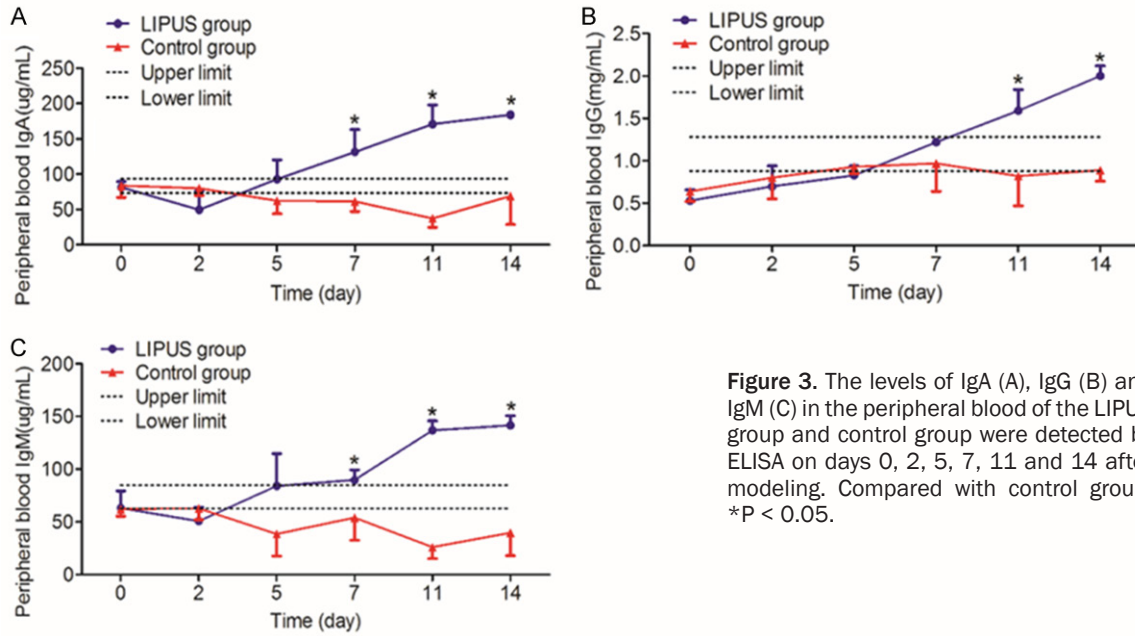 A
LIPUS group
Control group
Upper limit
Lower limit
Peripheral blood IgA(ug/mL)
250
200
150
100
50
0
* * *
0 2 5 7 11 14
Time (day)
B
LIPUS group
Control group
Upper limit
Lower limit
Peripheral blood IgG(mg/mL)
2.5
2.0
1.5
1.0
0.5
0.0
* *
0 2 5 7 11 14
Time (day)
C
LIPUS group
Control group
Upper limit
Lower limit
Peripheral blood IgM(ug/mL)
200
150
100
50
0
* * *
0 2 5 7 11 14
Time (day)
Figure 3. The levels of IgA (A), IgG (B) an
IgM (C) in the peripheral blood of the LIPU
group and control group were detected b
ELISA on days 0, 2, 5, 7, 11 and 14 afte
modeling. Compared with control grou
*P < 0.05.